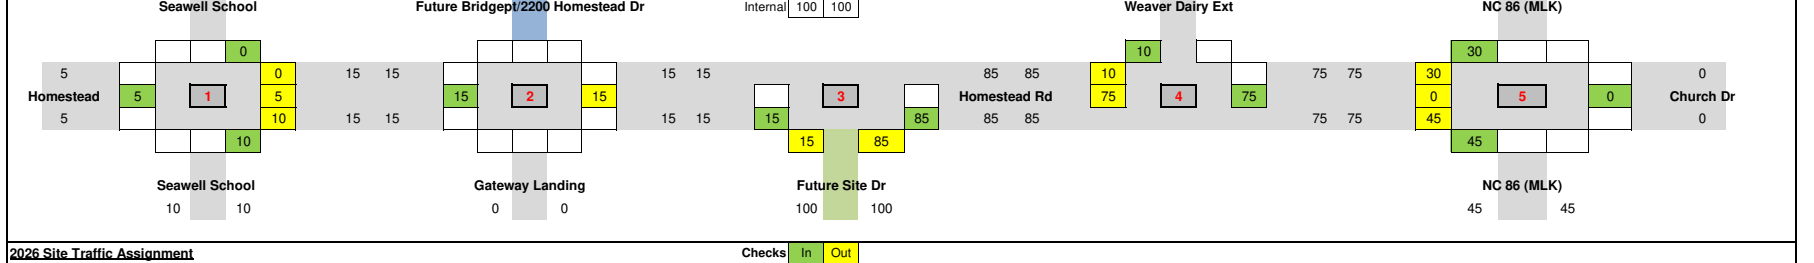 Seawell School Future Bridgept/2200 Homestead Dr Internal 100 100 Weaver Dairy Ext NC 86 (MLK)
0 10 30
5 0 15 15 15 15 85 85 10 75 75 30 0
Homestead 5 1 5 15 2 15 3 Homestead Rd 75 4 75 0 5 0 Church Dr
5 10 15 15 15 15 15 85 85 85 75 75 45 0
10 15 85 45
Seawell School Gateway Landing Future Site Dr NC 86 (MLK)
10 10 0 0 100 100 45 45
2026 Site Traffic Assignment Checks In Out